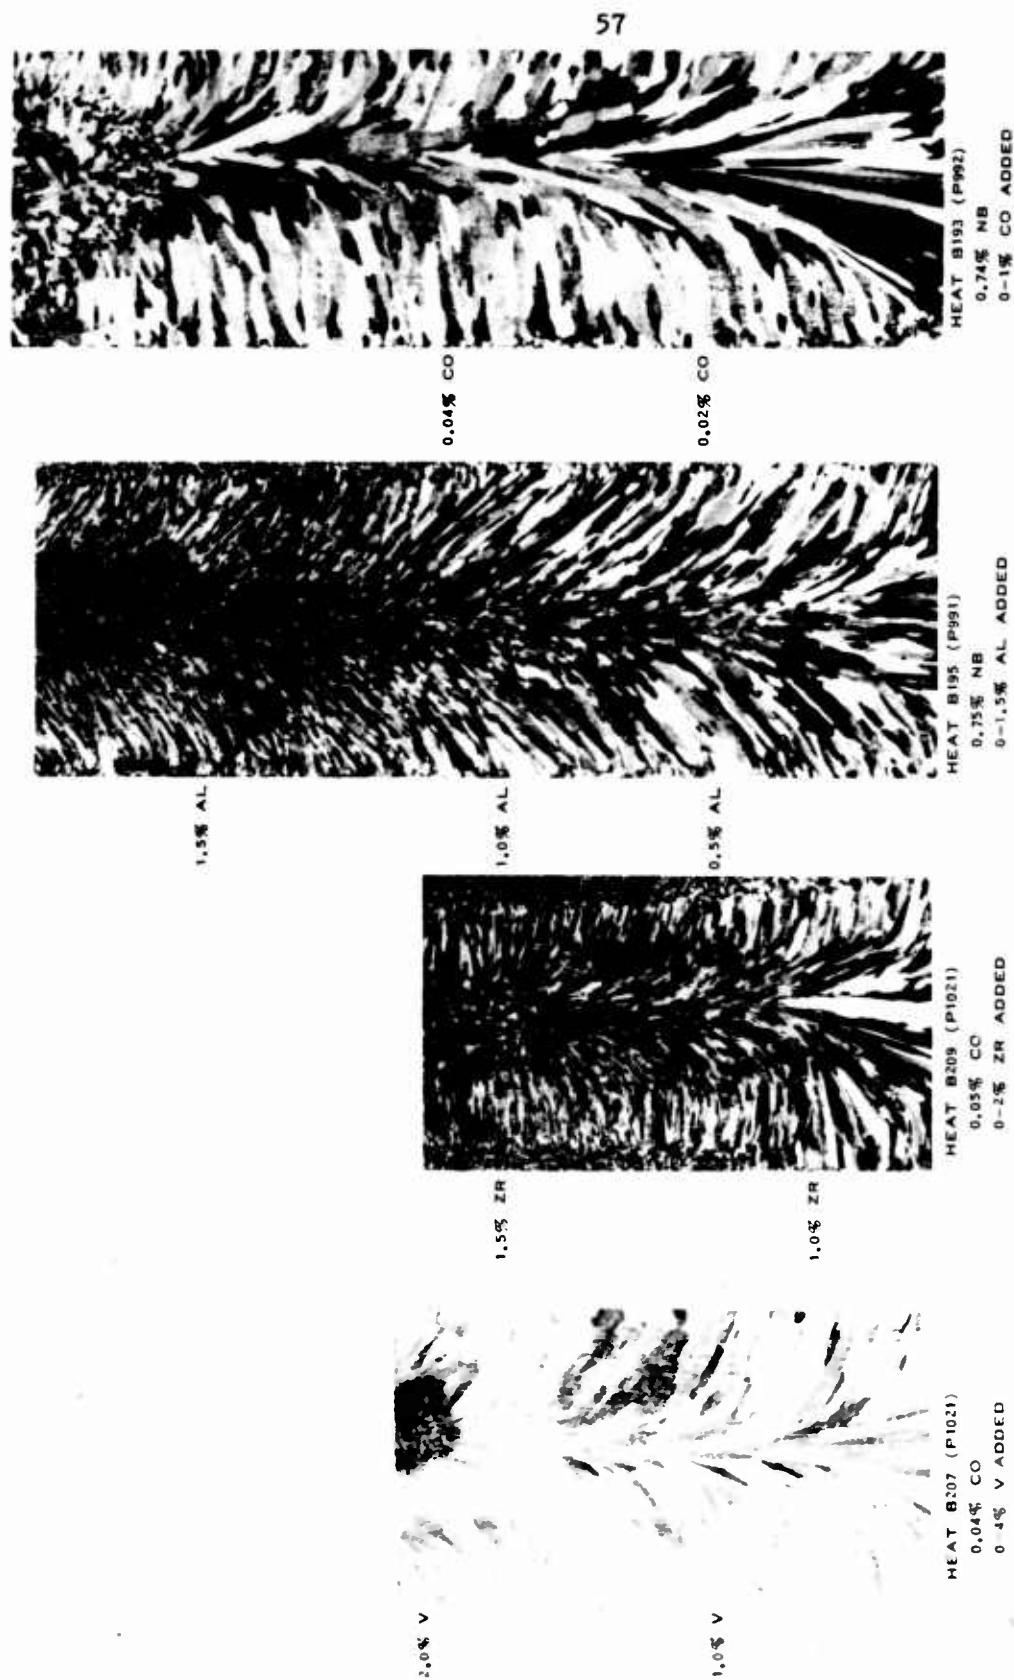 57
2.0% V
1.0% V
HEAT B207 (P1021)
0.04% CO
0-4% V ADDED
1.5% ZR
1.0% ZR
HEAT B209 (P1021)
0.05% CO
0-2% ZR ADDED
1.5% AL
1.0% AL
0.5% AL
HEAT B195 (P991)
0.75% NB
0-1.5% AL ADDED
0.04% CO
0.02% CO
HEAT B193 (P992)
0.74% NB
0-1% CO ADDED